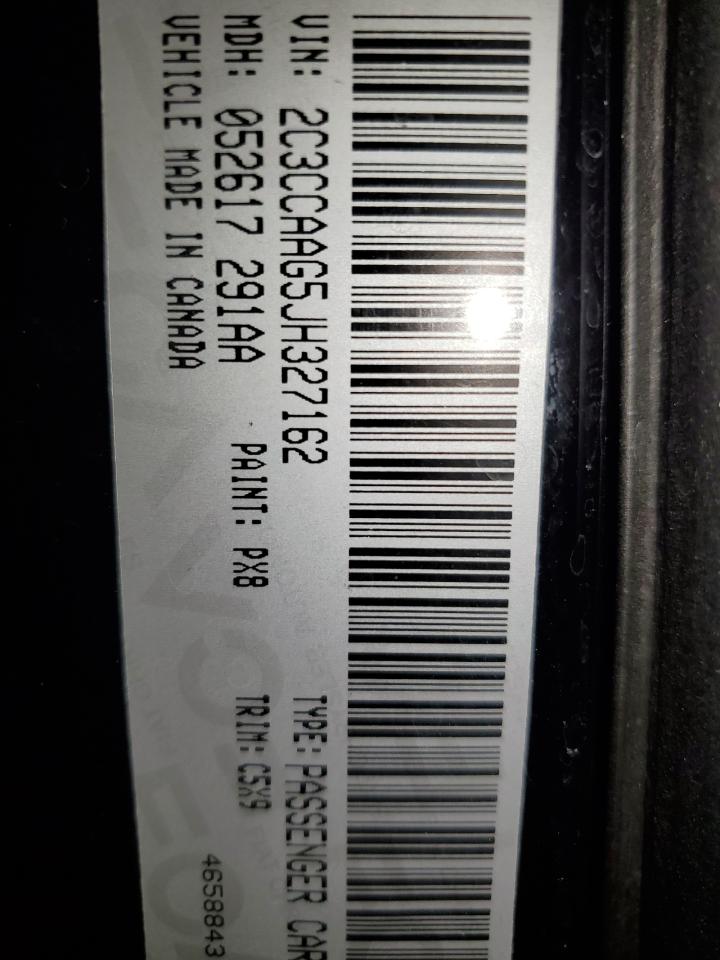 VIN: 2C3CCAAG5JH327162 TYPE: PASSENGER CAR
MDH: 052617 291AA PAINT: PX8 TRIM: C5X9
VEHICLE MADE IN CANADA
4658843